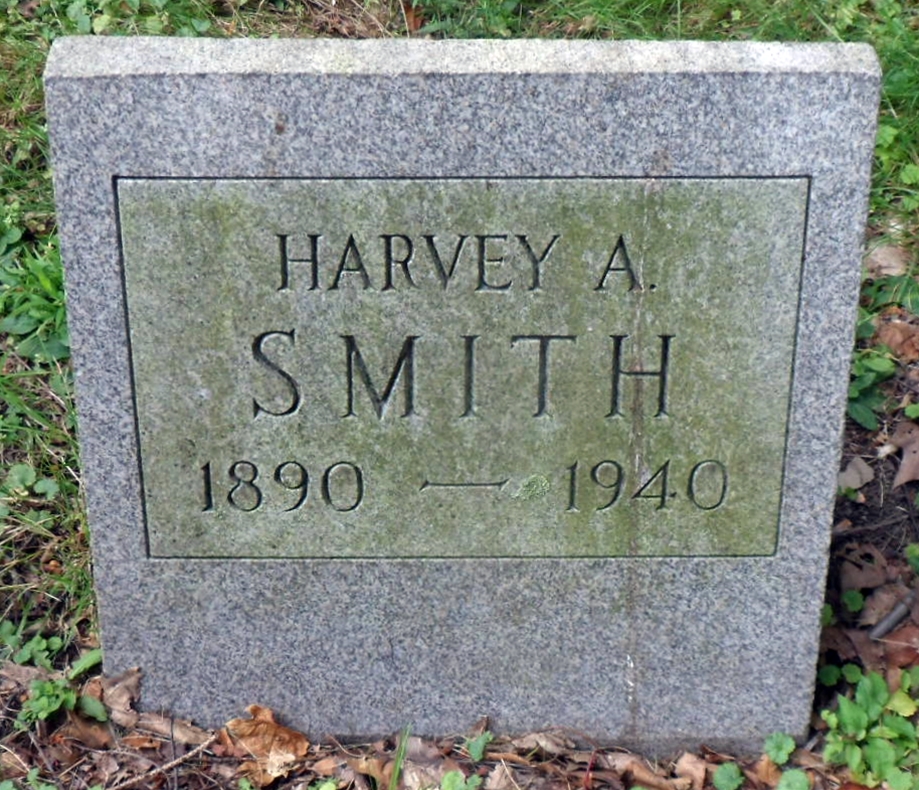 HARVEY A.
SMITH
1890 — 1940